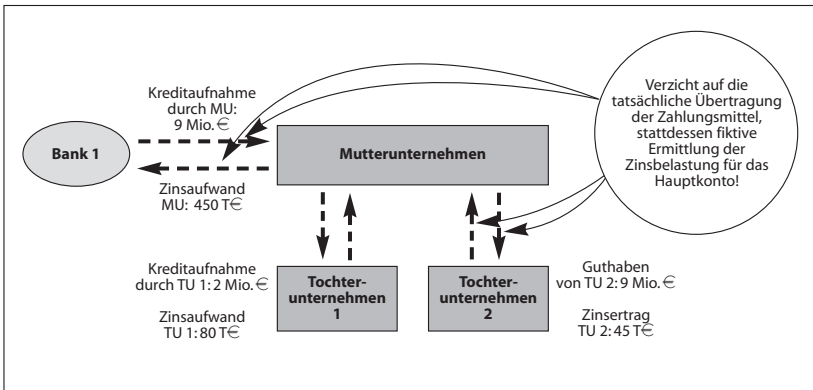 Kreditaufnahme
durch MU:
9 Mio. €
Bank 1
Mutterunternehmen
Zinsaufwand
MU: 450 T€
Verzicht auf die
tatsächliche Übertragung
der Zahlungsmittel,
stattdessen fiktive
Ermittlung der
Zinsbelastung für das
Hauptkonto!
Kreditaufnahme
durch TU 1: 2 Mio. €
Zinsaufwand
TU 1: 80 T€
Tochter-
unternehmen
1
Tochter-
unternehmen
2
Guthaben
von TU 2: 9 Mio. €
Zinsertrag
TU 2: 45 T€